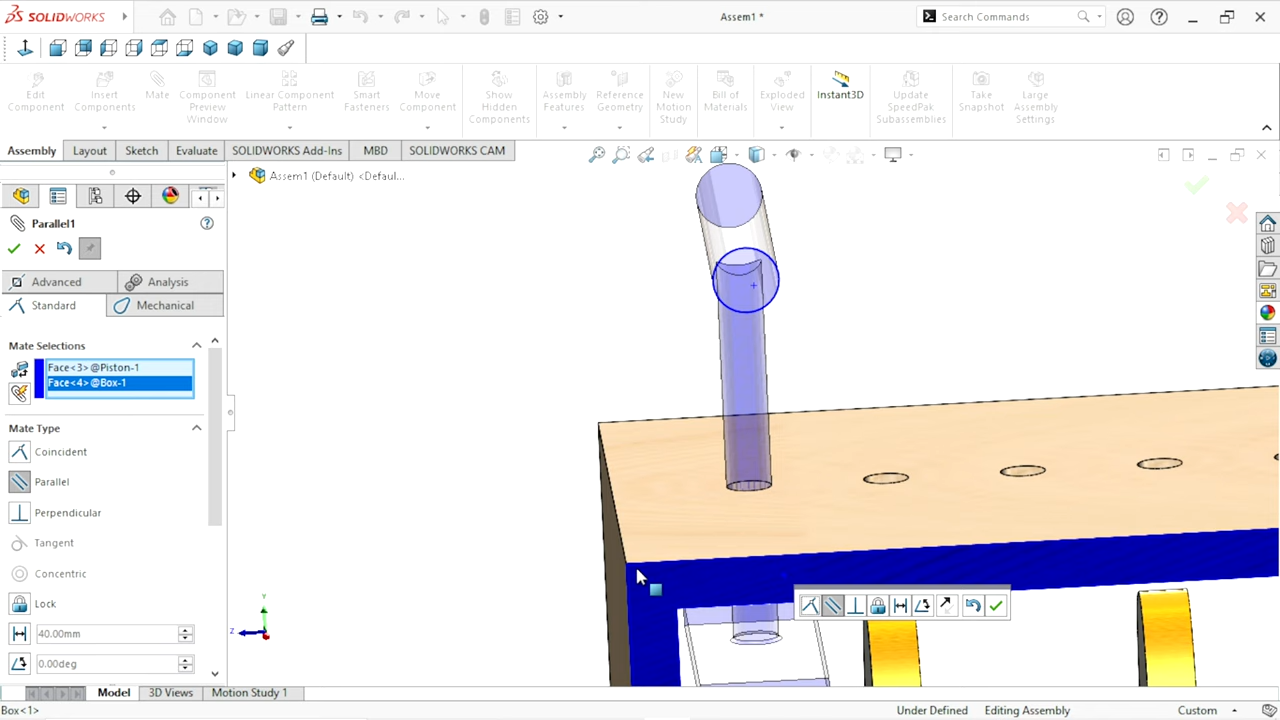 SOLIDWORKS
Assem1 *
Search Commands
Edit Component
Insert Components
Mate
Component Preview Window
Linear Component Pattern
Smart Fasteners
Move Component
Show Hidden Components
Assembly Features
Reference Geometry
New Motion Study
Bill of Materials
Exploded View
Instant3D
Update SpeedPak Subassemblies
Take Snapshot
Large Assembly Settings
Assembly
Layout
Sketch
Evaluate
SOLIDWORKS Add-Ins
MBD
SOLIDWORKS CAM
Assem1 (Default) <Defaul...
Parallel1
Advanced
Analysis
Standard
Mechanical
Mate Selections
Face<3>@Piston-1
Face<4>@Box-1
Mate Type
Coincident
Parallel
Perpendicular
Tangent
Concentric
Lock
40.00mm
0.00deg
Y
Z
Model
3D Views
Motion Study 1
Box<1>
Under Defined
Editing Assembly
Custom